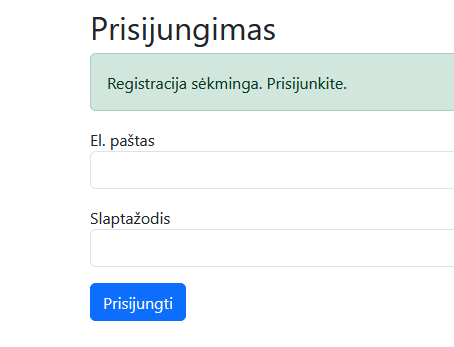 Prisijungimas
Registracija sėkminga. Prisijunkite.
El. paštas
Slaptažodis
Prisijungti